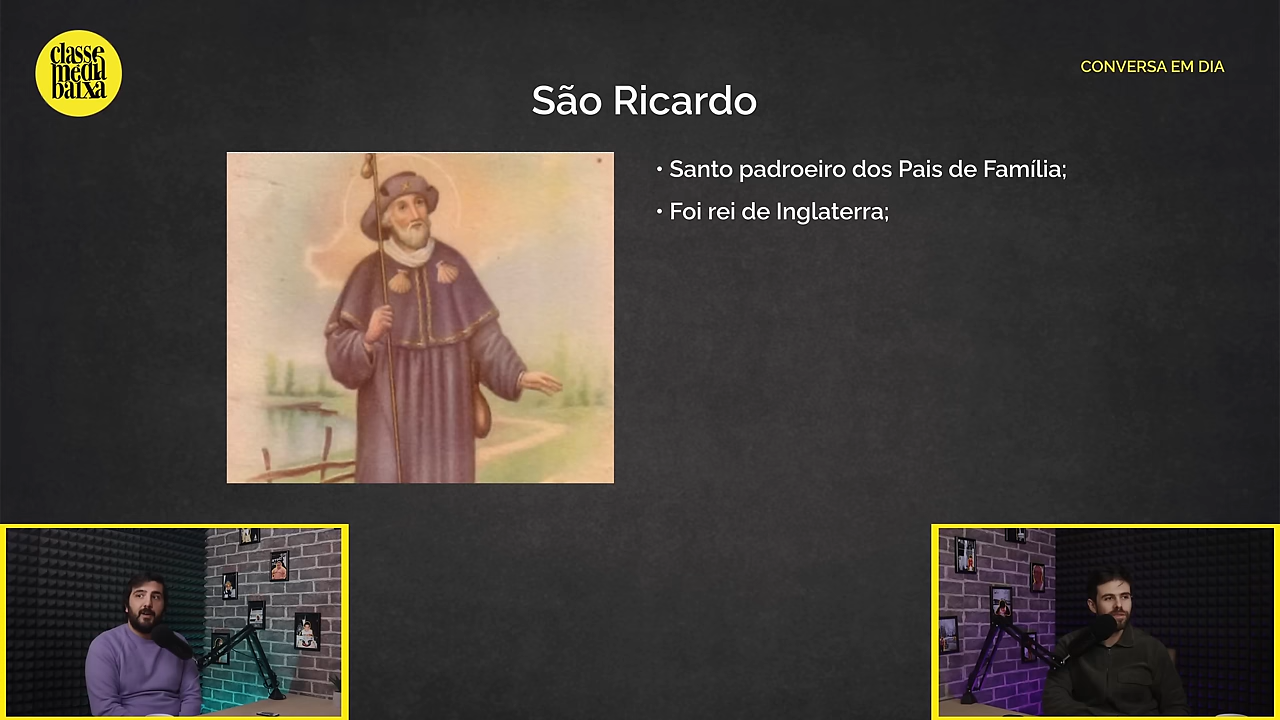 classe
média
baixa
CONVERSA EM DIA
São Ricardo
• Santo padroeiro dos Pais de Família;
• Foi rei de Inglaterra;